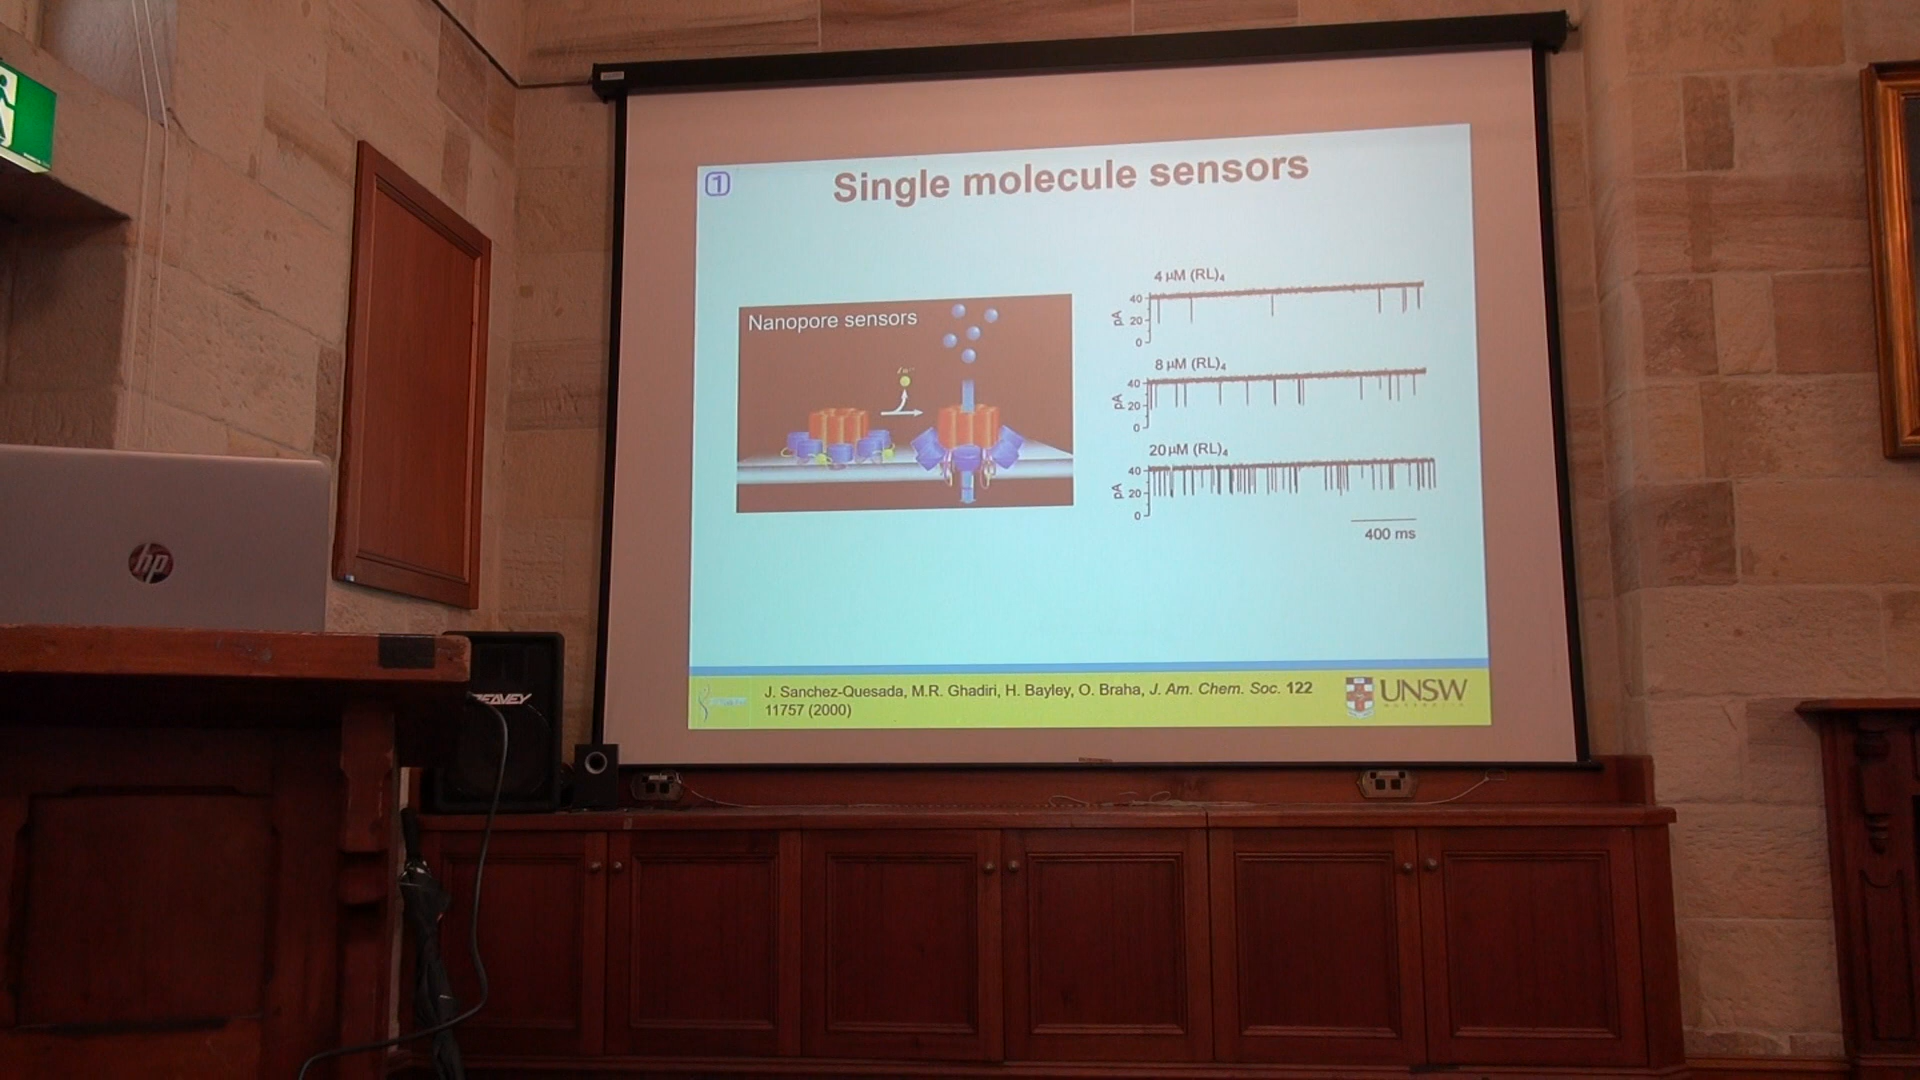 1
Single molecule sensors
Nanopore sensors
4 µM (RL)₄
40
20
0
pA
8 µM (RL)₄
40
20
0
pA
20 µM (RL)₄
40
20
0
pA
400 ms
J. Sanchez-Quesada, M.R. Ghadiri, H. Bayley, O. Braha, J. Am. Chem. Soc. 122
11757 (2000)
UNSW
AUSTRALIA
hp
PEAVEY